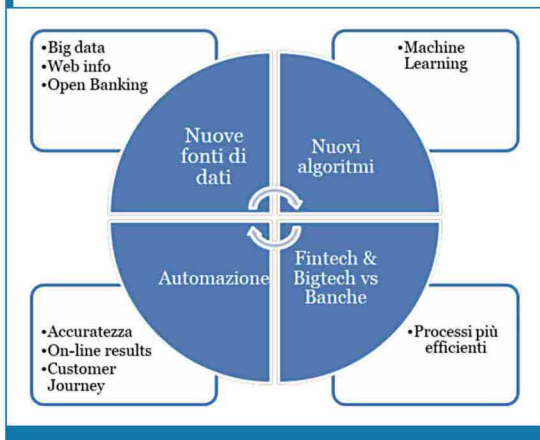 •Big data
•Web info
•Open Banking
•Machine
Learning
Nuove
fonti di
dati
Nuovi
algoritmi
Automazione
Fintech &
Bigtech vs
Banche
•Accuratezza
•On-line results
•Customer
Journey
•Processi più
efficienti